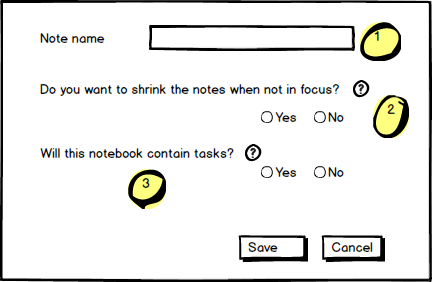 Note name
1
Do you want to shrink the notes when not in focus? ?
2
Yes No
Will this notebook contain tasks? ?
Yes No
3
Save Cancel